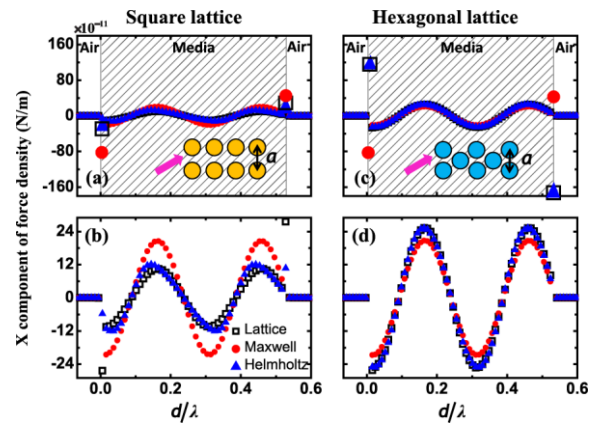 Square lattice
Hexagonal lattice
×10⁻⁴¹
Air
Media
Air
Air
Media
Air
160
80
0
-80
-160
(a)
a
(c)
a
X component of force density (N/m)
24
12
0
-12
-24
(b)
Lattice
Maxwell
Helmholtz
(d)
0.0
0.2
0.4
0.6
0.0
0.2
0.4
0.6
d/λ
d/λ